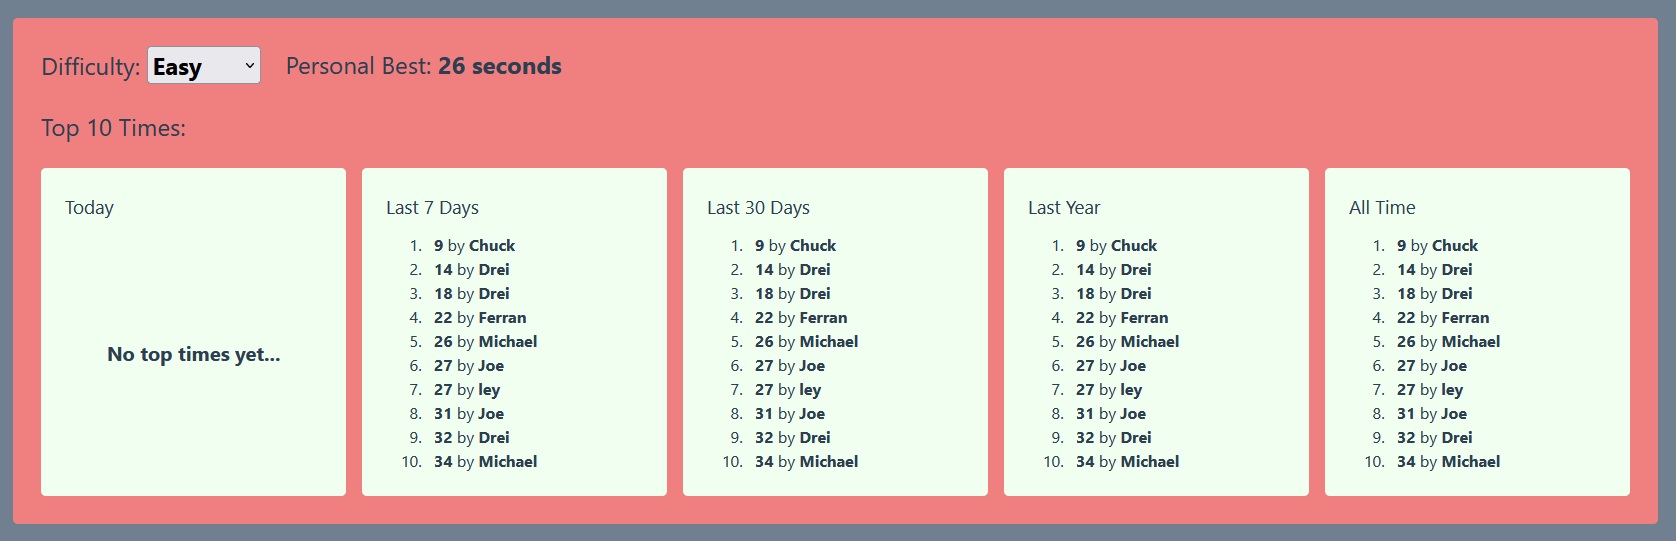 Difficulty: Easy Personal Best: 26 seconds
Top 10 Times:
Today
No top times yet...
Last 7 Days
1. 9 by Chuck
2. 14 by Drei
3. 18 by Drei
4. 22 by Ferran
5. 26 by Michael
6. 27 by Joe
7. 27 by ley
8. 31 by Joe
9. 32 by Drei
10. 34 by Michael
Last 30 Days
1. 9 by Chuck
2. 14 by Drei
3. 18 by Drei
4. 22 by Ferran
5. 26 by Michael
6. 27 by Joe
7. 27 by ley
8. 31 by Joe
9. 32 by Drei
10. 34 by Michael
Last Year
1. 9 by Chuck
2. 14 by Drei
3. 18 by Drei
4. 22 by Ferran
5. 26 by Michael
6. 27 by Joe
7. 27 by ley
8. 31 by Joe
9. 32 by Drei
10. 34 by Michael
All Time
1. 9 by Chuck
2. 14 by Drei
3. 18 by Drei
4. 22 by Ferran
5. 26 by Michael
6. 27 by Joe
7. 27 by ley
8. 31 by Joe
9. 32 by Drei
10. 34 by Michael